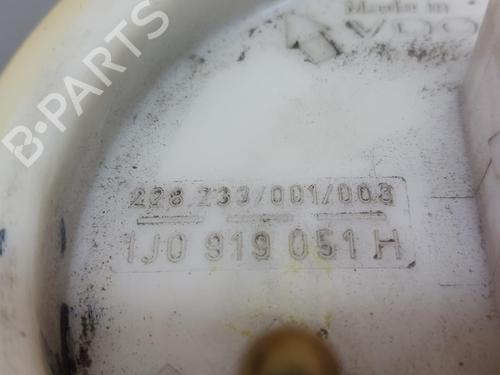 Made in
VDO
B-PARTS
228.233/001/003
1J0 919 051 H